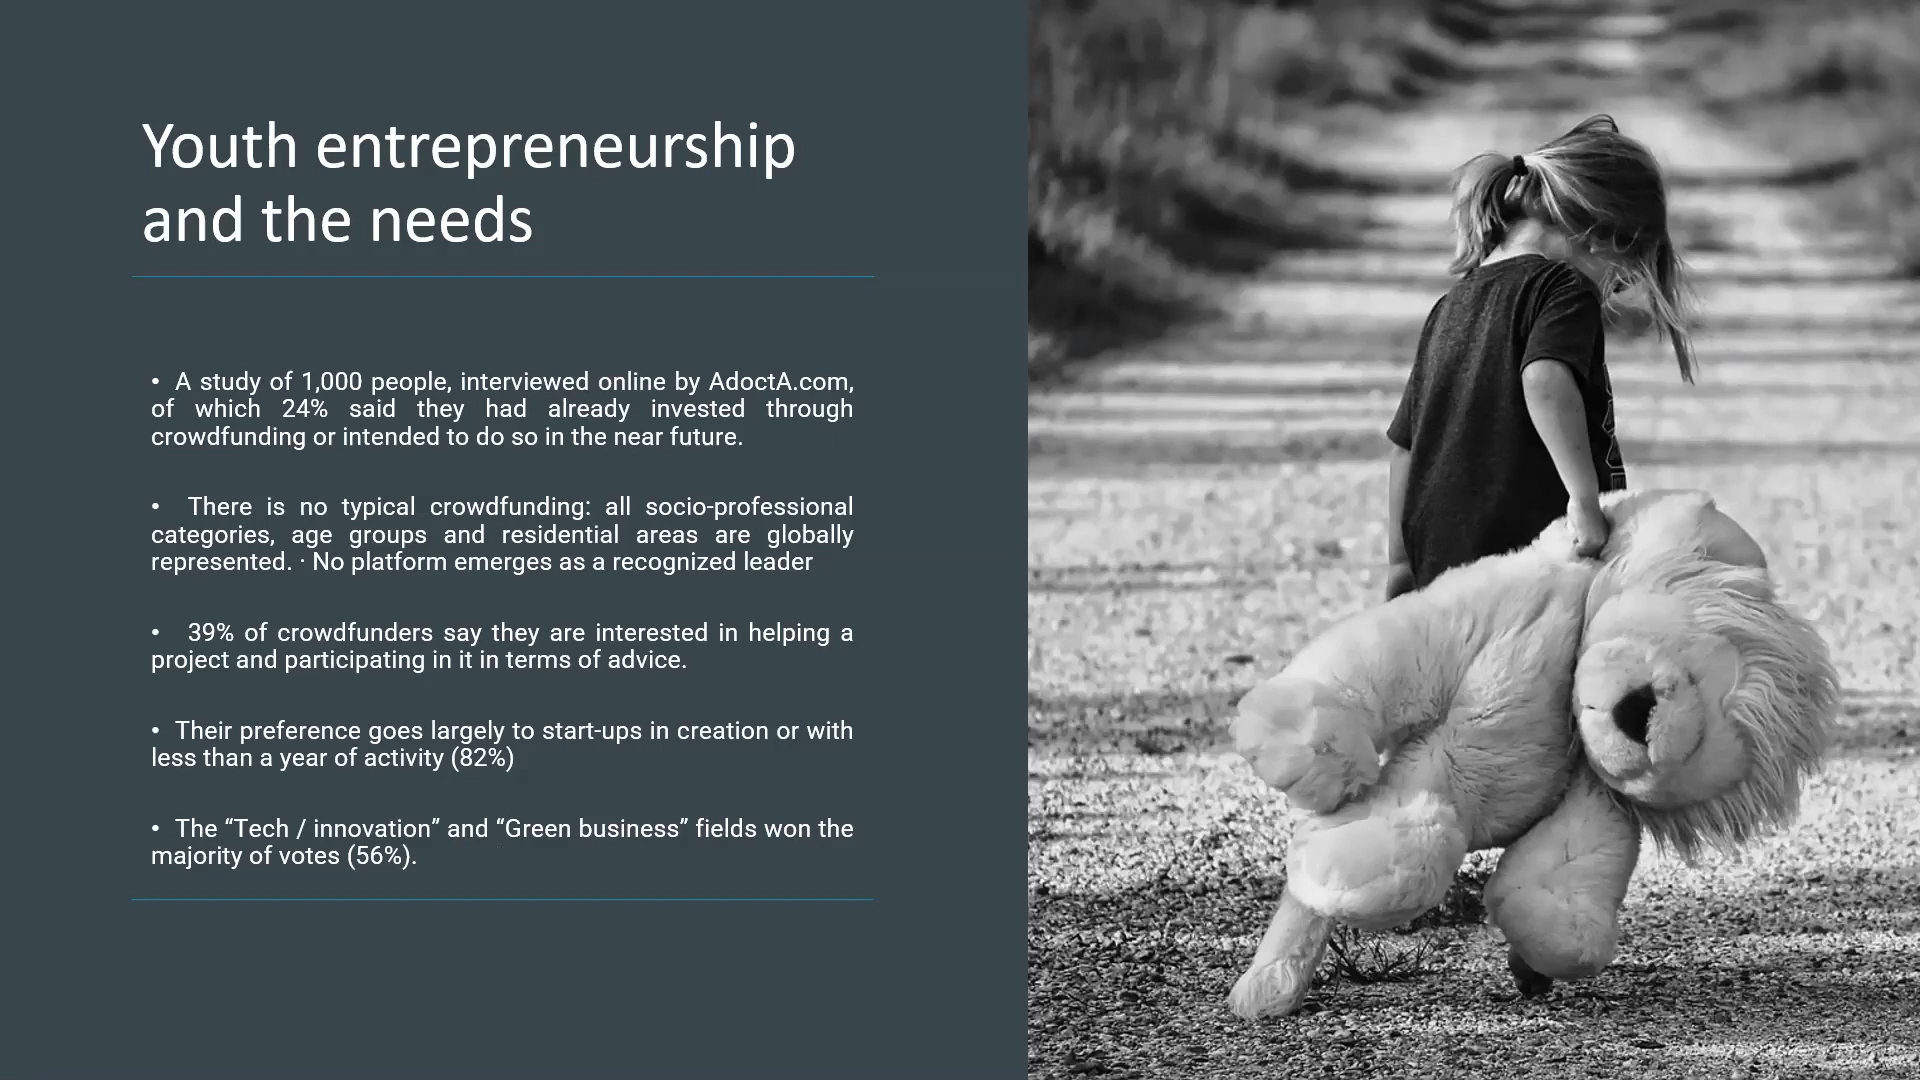 Youth entrepreneurship
and the needs
• A study of 1,000 people, interviewed online by AdoctA.com,
of which 24% said they had already invested through
crowdfunding or intended to do so in the near future.
• There is no typical crowdfunding: all socio-professional
categories, age groups and residential areas are globally
represented. · No platform emerges as a recognized leader
• 39% of crowdfunders say they are interested in helping a
project and participating in it in terms of advice.
• Their preference goes largely to start-ups in creation or with
less than a year of activity (82%)
• The “Tech / innovation” and “Green business” fields won the
majority of votes (56%).